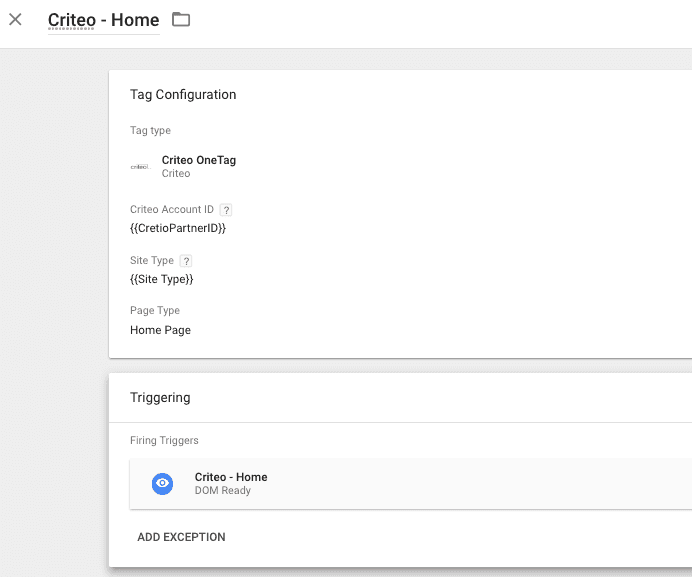 Criteo - Home
Tag Configuration
Tag type
criteo
Criteo OneTag
Criteo
Criteo Account ID ?
{{CretioPartnerID}}
Site Type ?
{{Site Type}}
Page Type
Home Page
Triggering
Firing Triggers
Criteo - Home
DOM Ready
ADD EXCEPTION